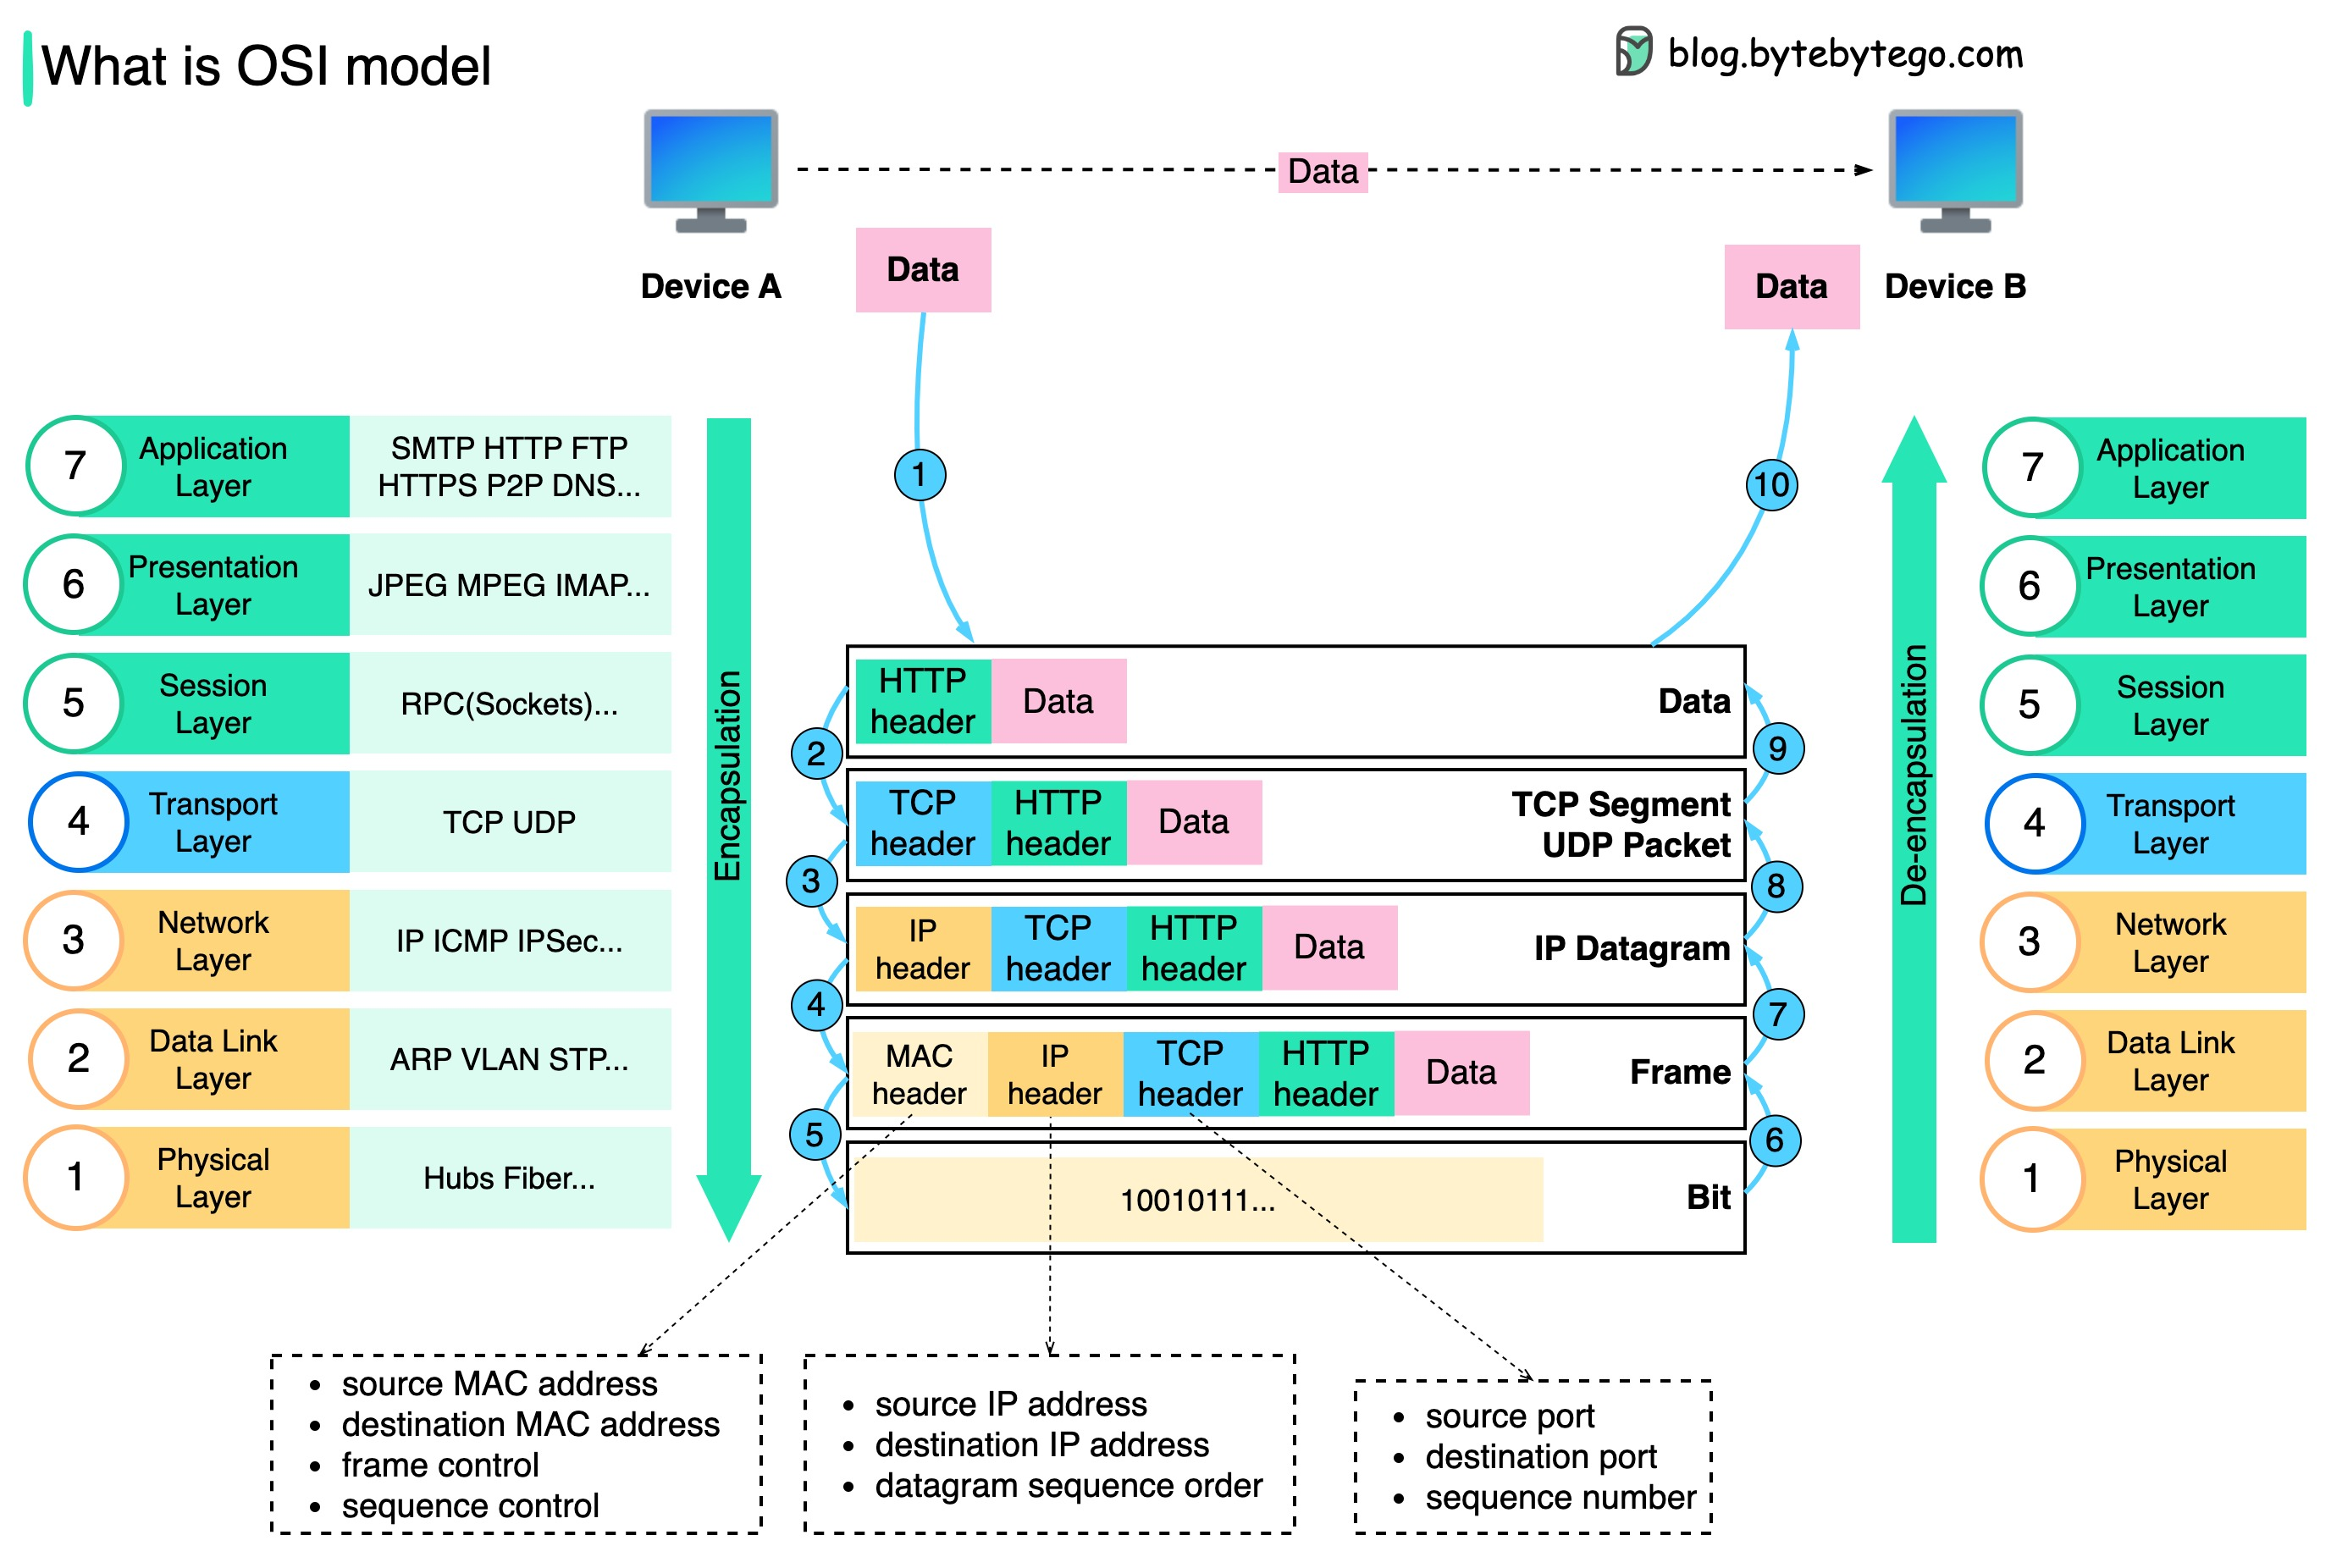 What is OSI model
blog.bytebytego.com
Data
Device A
Data
Data
Device B
7
Application
Layer
SMTP HTTP FTP
HTTPS P2P DNS...
6
Presentation
Layer
JPEG MPEG IMAP...
5
Session
Layer
RPC(Sockets)...
4
Transport
Layer
TCP UDP
3
Network
Layer
IP ICMP IPSec...
2
Data Link
Layer
ARP VLAN STP...
1
Physical
Layer
Hubs Fiber...
Encapsulation
1
2
3
4
5
HTTP
header
Data
Data
TCP
header
HTTP
header
Data
TCP Segment
UDP Packet
IP
header
TCP
header
HTTP
header
Data
IP Datagram
MAC
header
IP
header
TCP
header
HTTP
header
Data
Frame
10010111...
Bit
6
7
8
9
10
De-encapsulation
7
Application
Layer
6
Presentation
Layer
5
Session
Layer
4
Transport
Layer
3
Network
Layer
2
Data Link
Layer
1
Physical
Layer
• source MAC address
• destination MAC address
• frame control
• sequence control
• source IP address
• destination IP address
• datagram sequence order
• source port
• destination port
• sequence number